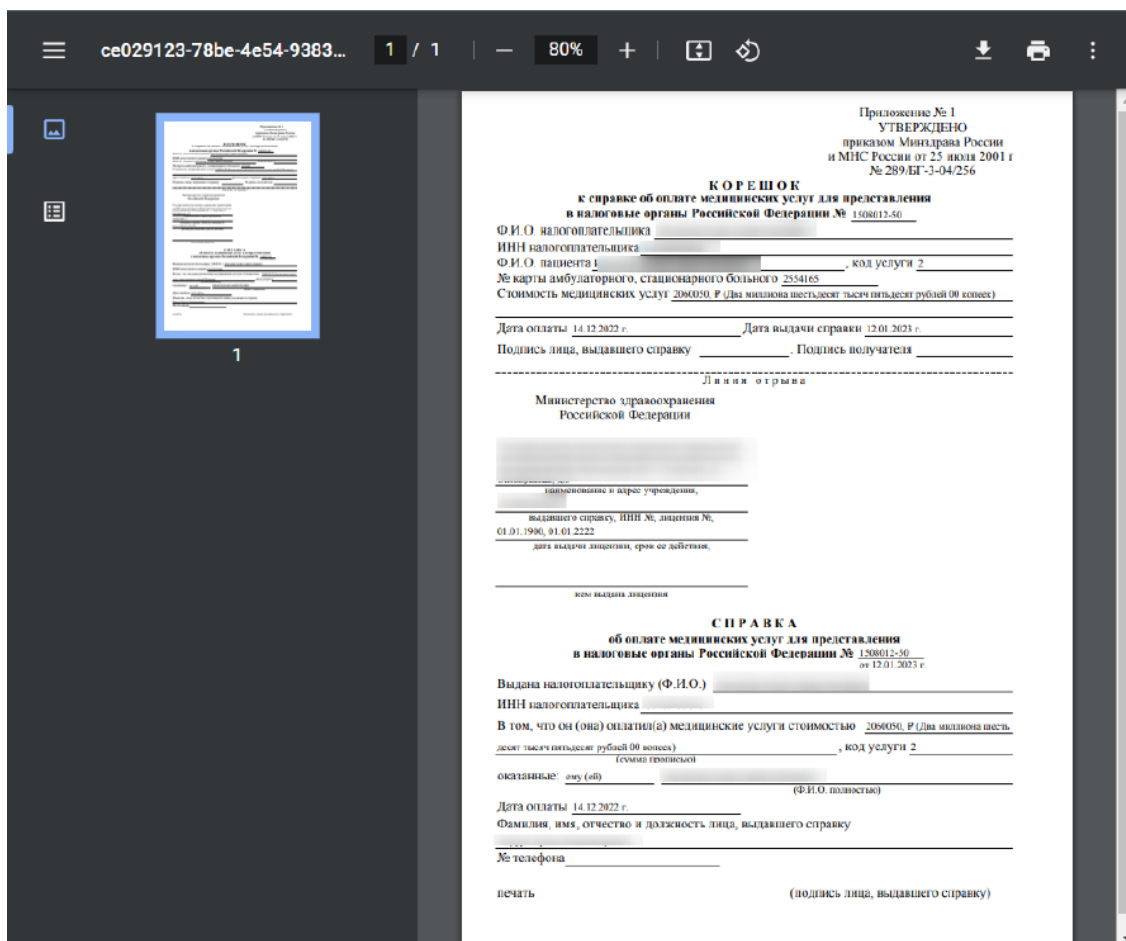 ce029123-78be-4e54-9383... 1 / 1 80%
1
Приложение № 1
УТВЕРЖДЕНО
приказом Минздрава России
и МНС России от 25 июля 2001 г
№ 289/БГ-3-04/256
КОРЕШОК
к справке об оплате медицинских услуг для представления
в налоговые органы Российской Федерации № 1508012-50
Ф.И.О. налогоплательщика
ИНН налогоплательщика
Ф.И.О. пациента , код услуги 2
№ карты амбулаторного, стационарного больного 2554165
Стоимость медицинских услуг 2060050, ₽ (Два миллиона шестьдесят тысяч пятьдесят рублей 00 копеек)
Дата оплаты 14.12.2022 г. Дата выдачи справки 12.01.2023 г.
Подпись лица, выдавшего справку . Подпись получателя
Линия отрыва
Министерство здравоохранения
Российской Федерации
наименование и адрес учреждения,
выдавшего справку, ИНН №, лицензия №,
01.01.1900, 01.01.2222
дата выдачи лицензии, срок ее действия,
кем выдана лицензия
СПРАВКА
об оплате медицинских услуг для представления
в налоговые органы Российской Федерации № 1508012-50
от 12.01.2023 г.
Выдана налогоплательщику (Ф.И.О.)
ИНН налогоплательщика
В том, что он (она) оплатил(а) медицинские услуги стоимостью 2060050, ₽ (Два миллиона шесть
десят тысяч пятьдесят рублей 00 копеек) , код услуги 2
(сумма прописью)
оказанные: ему (ей)
(Ф.И.О. полностью)
Дата оплаты 14.12.2022 г.
Фамилия, имя, отчество и должность лица, выдавшего справку
№ телефона
печать (подпись лица, выдавшего справку)